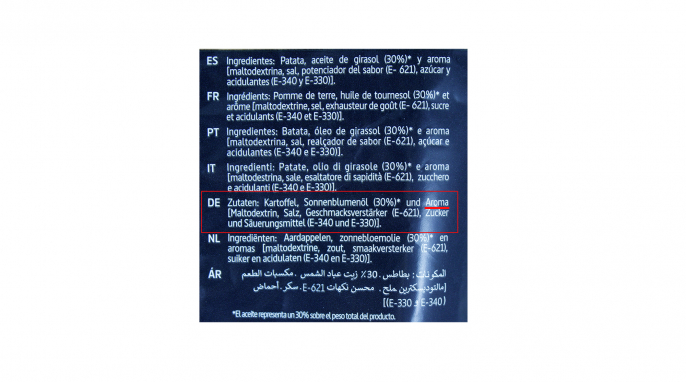 ES Ingredientes: Patata, aceite de girasol (30%)* y aroma
[maltodextrina, sal, potenciador del sabor (E- 621), azúcar y
acidulantes (E-340 y E-330)].
FR Ingrédients: Pomme de terre, huile de tournesol (30%)* et
arôme [maltodextrine, sel, exhausteur de goût (E-621), sucre
et acidulants (E-340 et E-330)].
PT Ingredientes: Batata, óleo de girassol (30%)* e aroma
[maltodextrina, sal, realçador de sabor (E-621), açúcar e
acidulantes (E-340 e E-330)].
IT Ingredienti: Patate, olio di girasole (30%)* e aroma
[maltodestrina, sale, esaltatore di sapidità (E-621), zucchero
e acidulanti (E-340 e E-330)].
DE Zutaten: Kartoffel, Sonnenblumenöl (30%)* und Aroma
[Maltodextrin, Salz, Geschmacksverstärker (E-621), Zucker
und Säuerungsmittel (E-340 und E-330)].
NL Ingrediënten: Aardappelen, zonnebloemolie (30%)* en
aromas [maltodextrine, zout, smaakversterker (E-621),
suiker en acidulaten (E-340 en E-330)].
ÁR المكونات: بطاطس. 30٪ زيت عباد الشمس. مكسبات الطعم
[مالتوديكسترين. ملح. محسن نكهات E-621. سكر. أحماض
(E-340 و E-330)]
*El aceite representa un 30% sobre el peso total del producto.